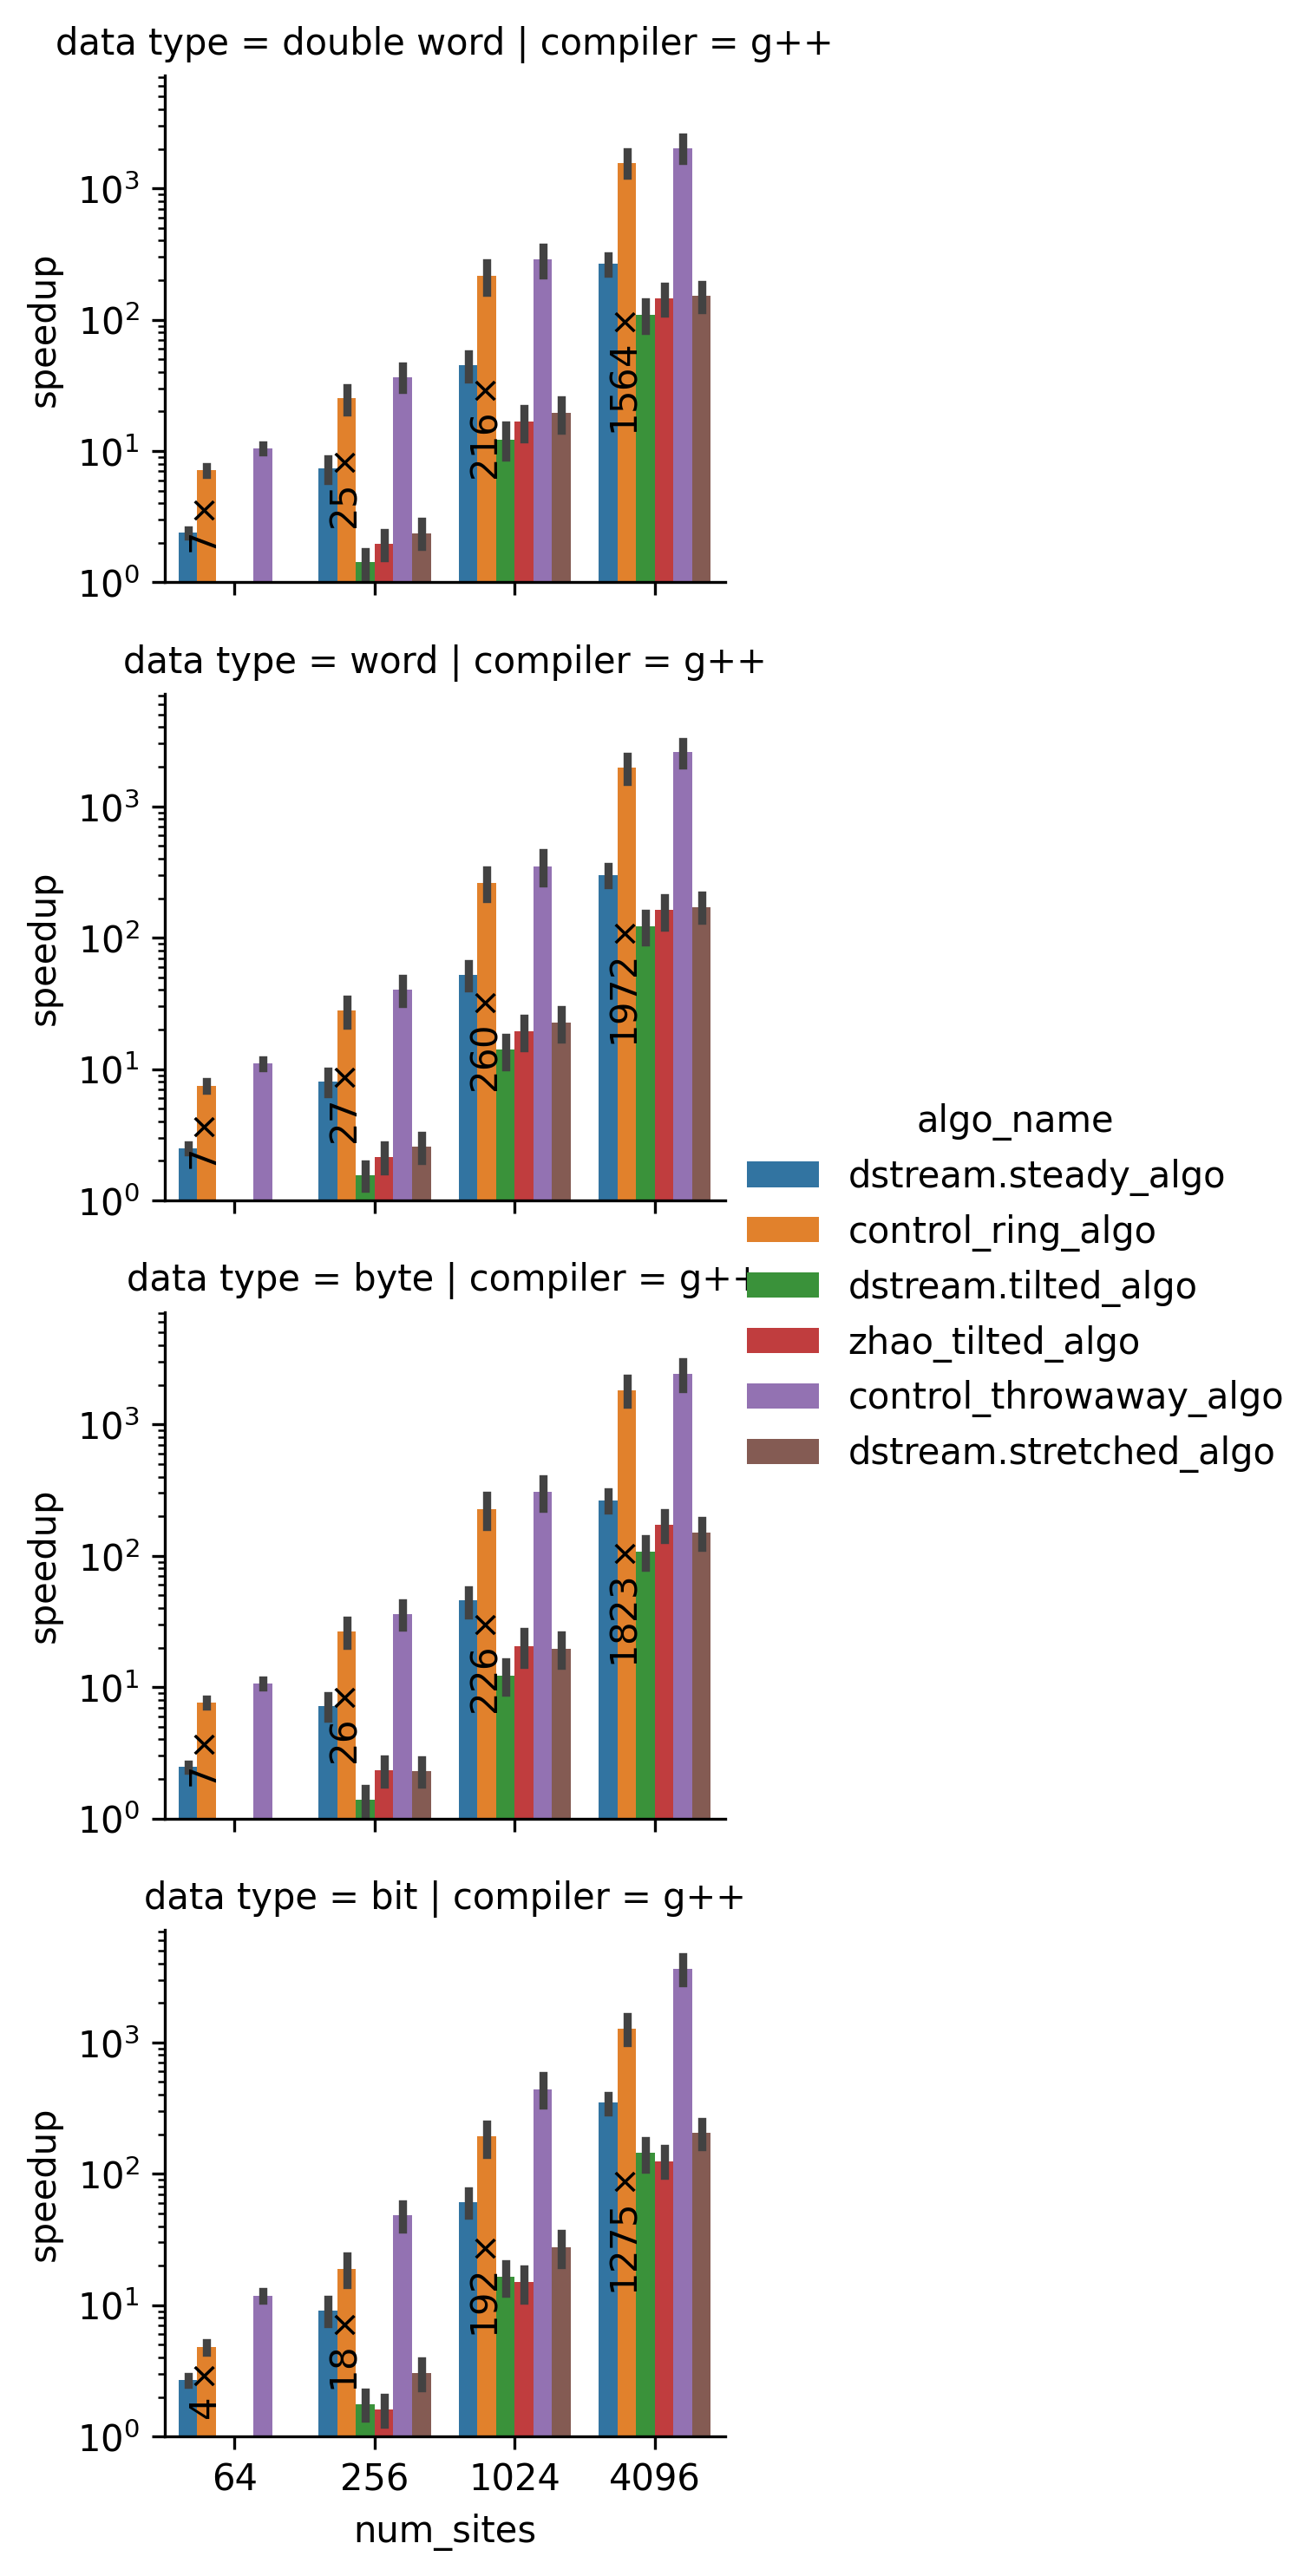 data type = double word | compiler = g++
speedup
10³
10²
10¹
10⁰
7 ×
25 ×
216 ×
1564 ×
data type = word | compiler = g++
speedup
10³
10²
10¹
10⁰
7 ×
27 ×
260 ×
1972 ×
algo_name
dstream.steady_algo
control_ring_algo
dstream.tilted_algo
zhao_tilted_algo
control_throwaway_algo
dstream.stretched_algo
data type = byte | compiler = g++
speedup
10³
10²
10¹
10⁰
7 ×
26 ×
226 ×
1823 ×
data type = bit | compiler = g++
speedup
10³
10²
10¹
10⁰
4 ×
18 ×
192 ×
1275 ×
64 256 1024 4096
num_sites